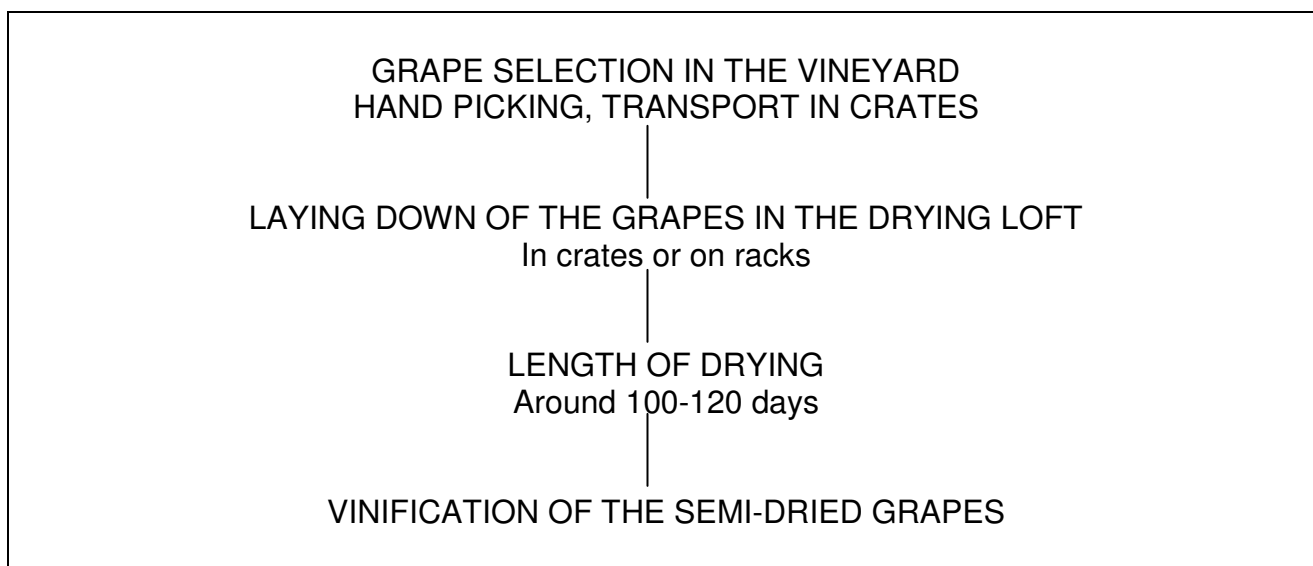 GRAPE SELECTION IN THE VINEYARD
HAND PICKING, TRANSPORT IN CRATES
LAYING DOWN OF THE GRAPES IN THE DRYING LOFT
In crates or on racks
LENGTH OF DRYING
Around 100-120 days
VINIFICATION OF THE SEMI-DRIED GRAPES